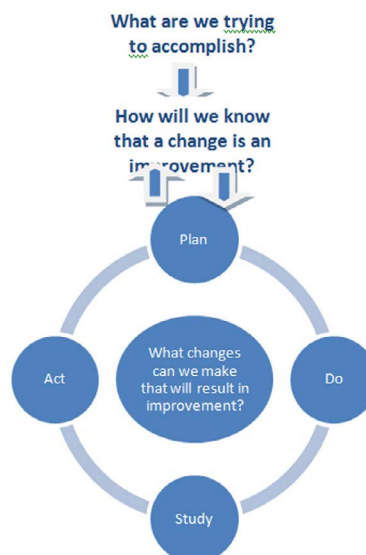 What are we trying
to accomplish?
How will we know
that a change is an
improvement?
Plan
What changes
can we make
that will result in
improvement?
Act
Do
Study